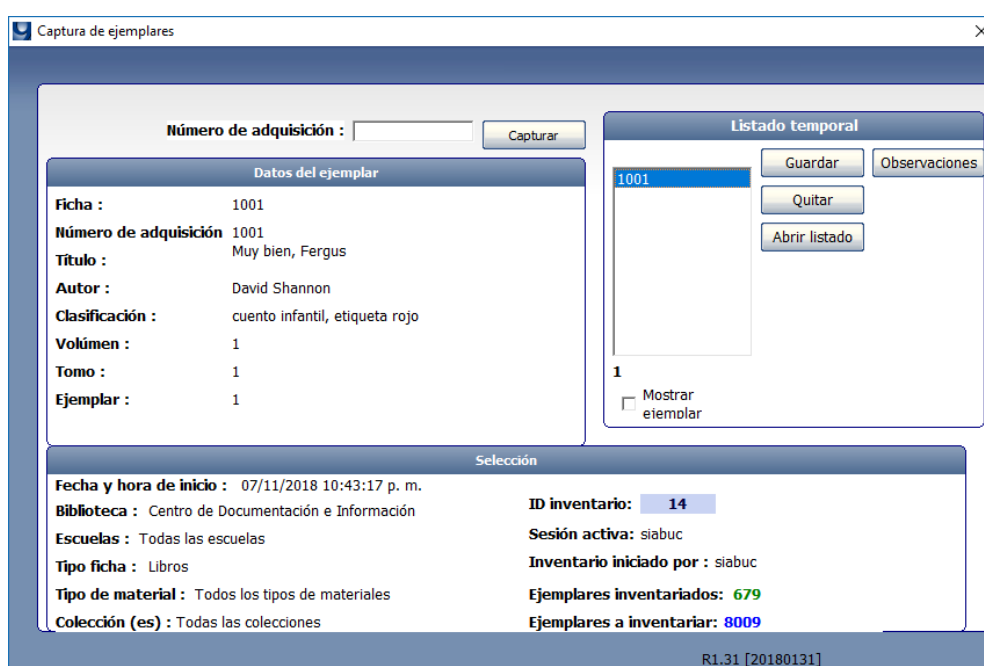 Captura de ejemplares
Número de adquisición :
Capturar
Datos del ejemplar
Ficha : 1001
Número de adquisición 1001
Título : Muy bien, Fergus
Autor : David Shannon
Clasificación : cuento infantil, etiqueta rojo
Volúmen : 1
Tomo : 1
Ejemplar : 1
Listado temporal
1001
Guardar
Observaciones
Quitar
Abrir listado
1
Mostrar
ejemplar
Selección
Fecha y hora de inicio : 07/11/2018 10:43:17 p. m.
Biblioteca : Centro de Documentación e Información
Escuelas : Todas las escuelas
Tipo ficha : Libros
Tipo de material : Todos los tipos de materiales
Colección (es) : Todas las colecciones
ID inventario: 14
Sesión activa: siabuc
Inventario iniciado por : siabuc
Ejemplares inventariados: 679
Ejemplares a inventariar: 8009
R1.31 [20180131]